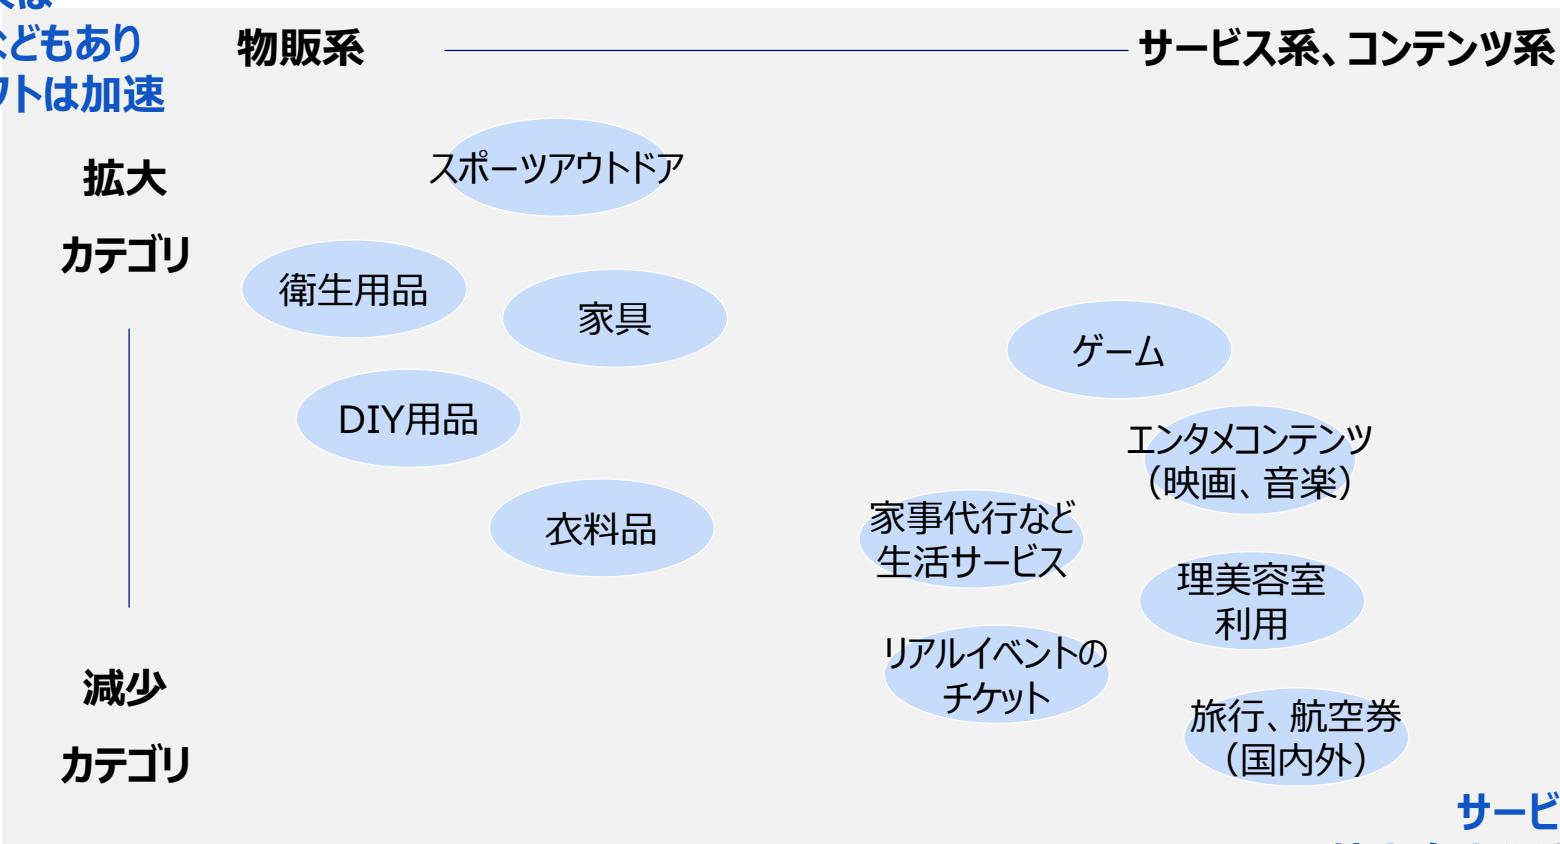 などもあり
フトは加速
物販系
サービス系、コンテンツ系
拡大
カテゴリ
スポーツアウトドア
衛生用品
家具
ゲーム
DIY用品
エンタメコンテンツ
（映画、音楽）
衣料品
家事代行など
生活サービス
理美容室
利用
リアルイベントの
チケット
減少
カテゴリ
旅行、航空券
（国内外）
サービ